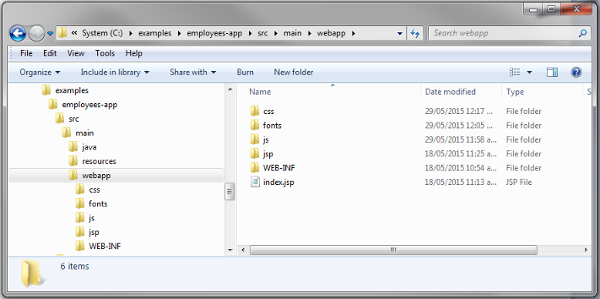 « System (C:) ▸ examples ▸ employees-app ▸ src ▸ main ▸ webapp ▸ Search webapp
File Edit View Tools Help
Organize Include in library Share with Burn New folder
examples
employees-app
src
main
java
resources
webapp
css
fonts
js
jsp
WEB-INF
Name Date modified Type S
css 29/05/2015 12:17 ... File folder
fonts 29/05/2015 12:05 ... File folder
js 29/05/2015 11:58 a... File folder
jsp 18/05/2015 11:25 a... File folder
WEB-INF 18/05/2015 10:54 a... File folder
index.jsp 18/05/2015 11:13 a... JSP File
6 items